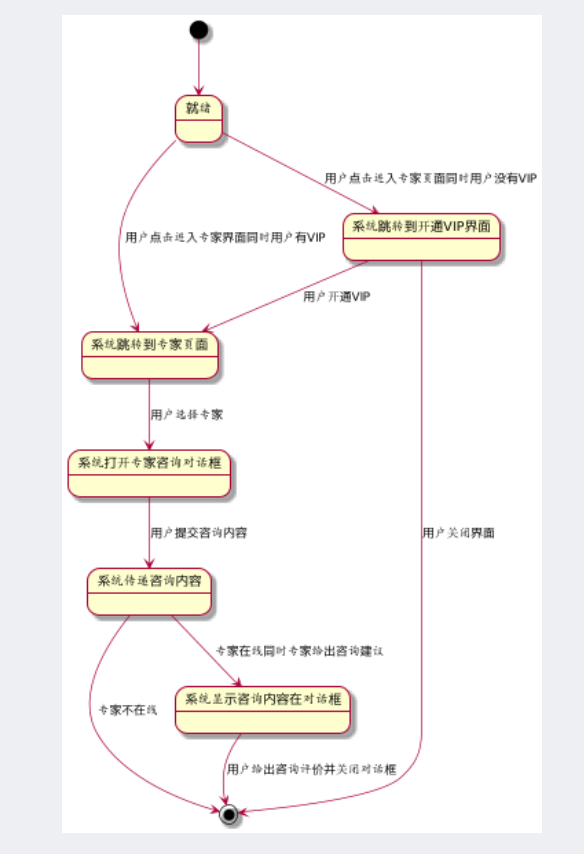 就绪
用户点击进入专家页面同时用户没有VIP
系统跳转到开通VIP界面
用户点击进入专家界面同时用户有VIP
用户开通VIP
系统跳转到专家页面
用户选择专家
系统打开专家咨询对话框
用户提交咨询内容
用户关闭界面
系统传递咨询内容
专家在线同时专家给出咨询建议
系统显示咨询内容在对话框
专家不在线
用户给出咨询评价并关闭对话框